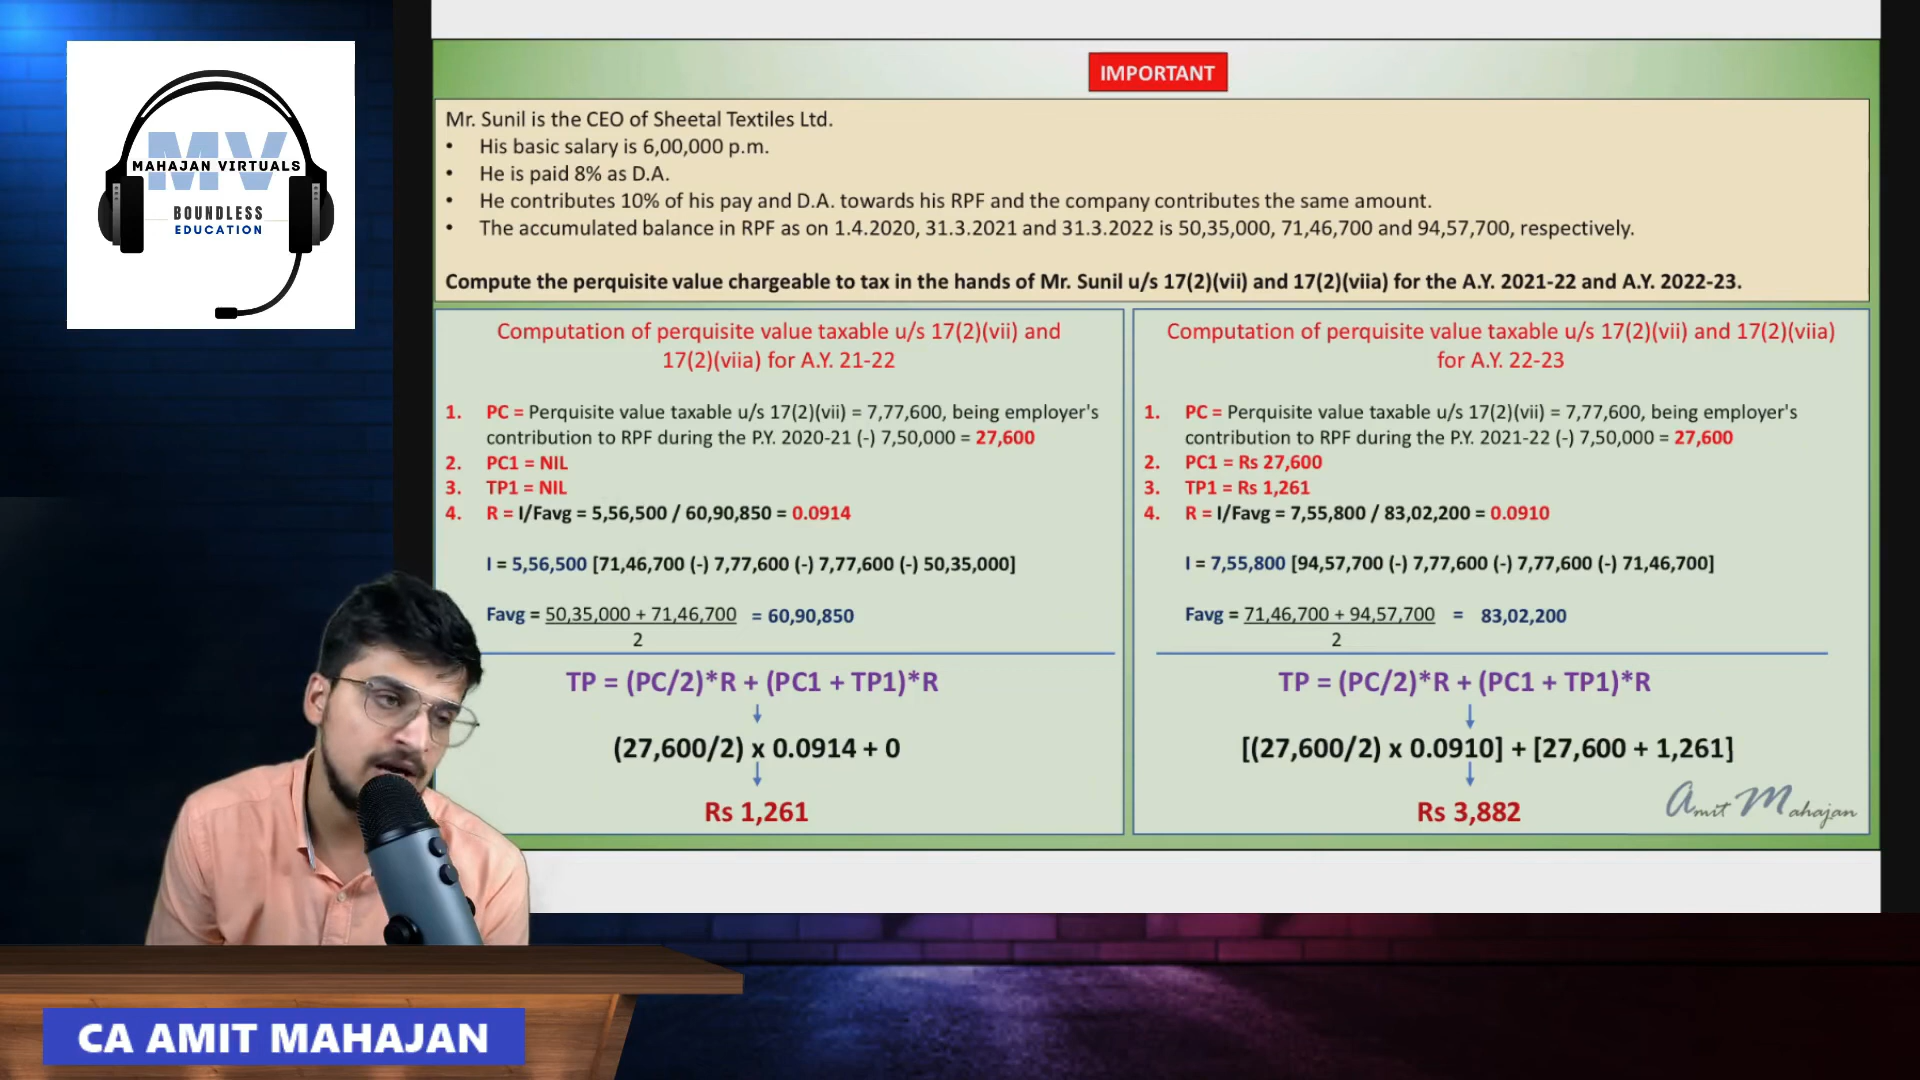 MV
MAHAJAN VIRTUALS
BOUNDLESS
EDUCATION
IMPORTANT
Mr. Sunil is the CEO of Sheetal Textiles Ltd.
• His basic salary is 6,00,000 p.m.
• He is paid 8% as D.A.
• He contributes 10% of his pay and D.A. towards his RPF and the company contributes the same amount.
• The accumulated balance in RPF as on 1.4.2020, 31.3.2021 and 31.3.2022 is 50,35,000, 71,46,700 and 94,57,700, respectively.
Compute the perquisite value chargeable to tax in the hands of Mr. Sunil u/s 17(2)(vii) and 17(2)(viia) for the A.Y. 2021-22 and A.Y. 2022-23.
Computation of perquisite value taxable u/s 17(2)(vii) and
17(2)(viia) for A.Y. 21-22
1. PC = Perquisite value taxable u/s 17(2)(vii) = 7,77,600, being employer's
contribution to RPF during the P.Y. 2020-21 (-) 7,50,000 = 27,600
2. PC1 = NIL
3. TP1 = NIL
4. R = I/Favg = 5,56,500 / 60,90,850 = 0.0914
I = 5,56,500 [71,46,700 (-) 7,77,600 (-) 7,77,600 (-) 50,35,000]
Favg = 50,35,000 + 71,46,700 = 60,90,850
2
TP = (PC/2)*R + (PC1 + TP1)*R
(27,600/2) x 0.0914 + 0
Rs 1,261
Computation of perquisite value taxable u/s 17(2)(vii) and 17(2)(viia)
for A.Y. 22-23
1. PC = Perquisite value taxable u/s 17(2)(vii) = 7,77,600, being employer's
contribution to RPF during the P.Y. 2021-22 (-) 7,50,000 = 27,600
2. PC1 = Rs 27,600
3. TP1 = Rs 1,261
4. R = I/Favg = 7,55,800 / 83,02,200 = 0.0910
I = 7,55,800 [94,57,700 (-) 7,77,600 (-) 7,77,600 (-) 71,46,700]
Favg = 71,46,700 + 94,57,700 = 83,02,200
2
TP = (PC/2)*R + (PC1 + TP1)*R
[(27,600/2) x 0.0910] + [27,600 + 1,261]
Rs 3,882
Amit Mahajan
CA AMIT MAHAJAN